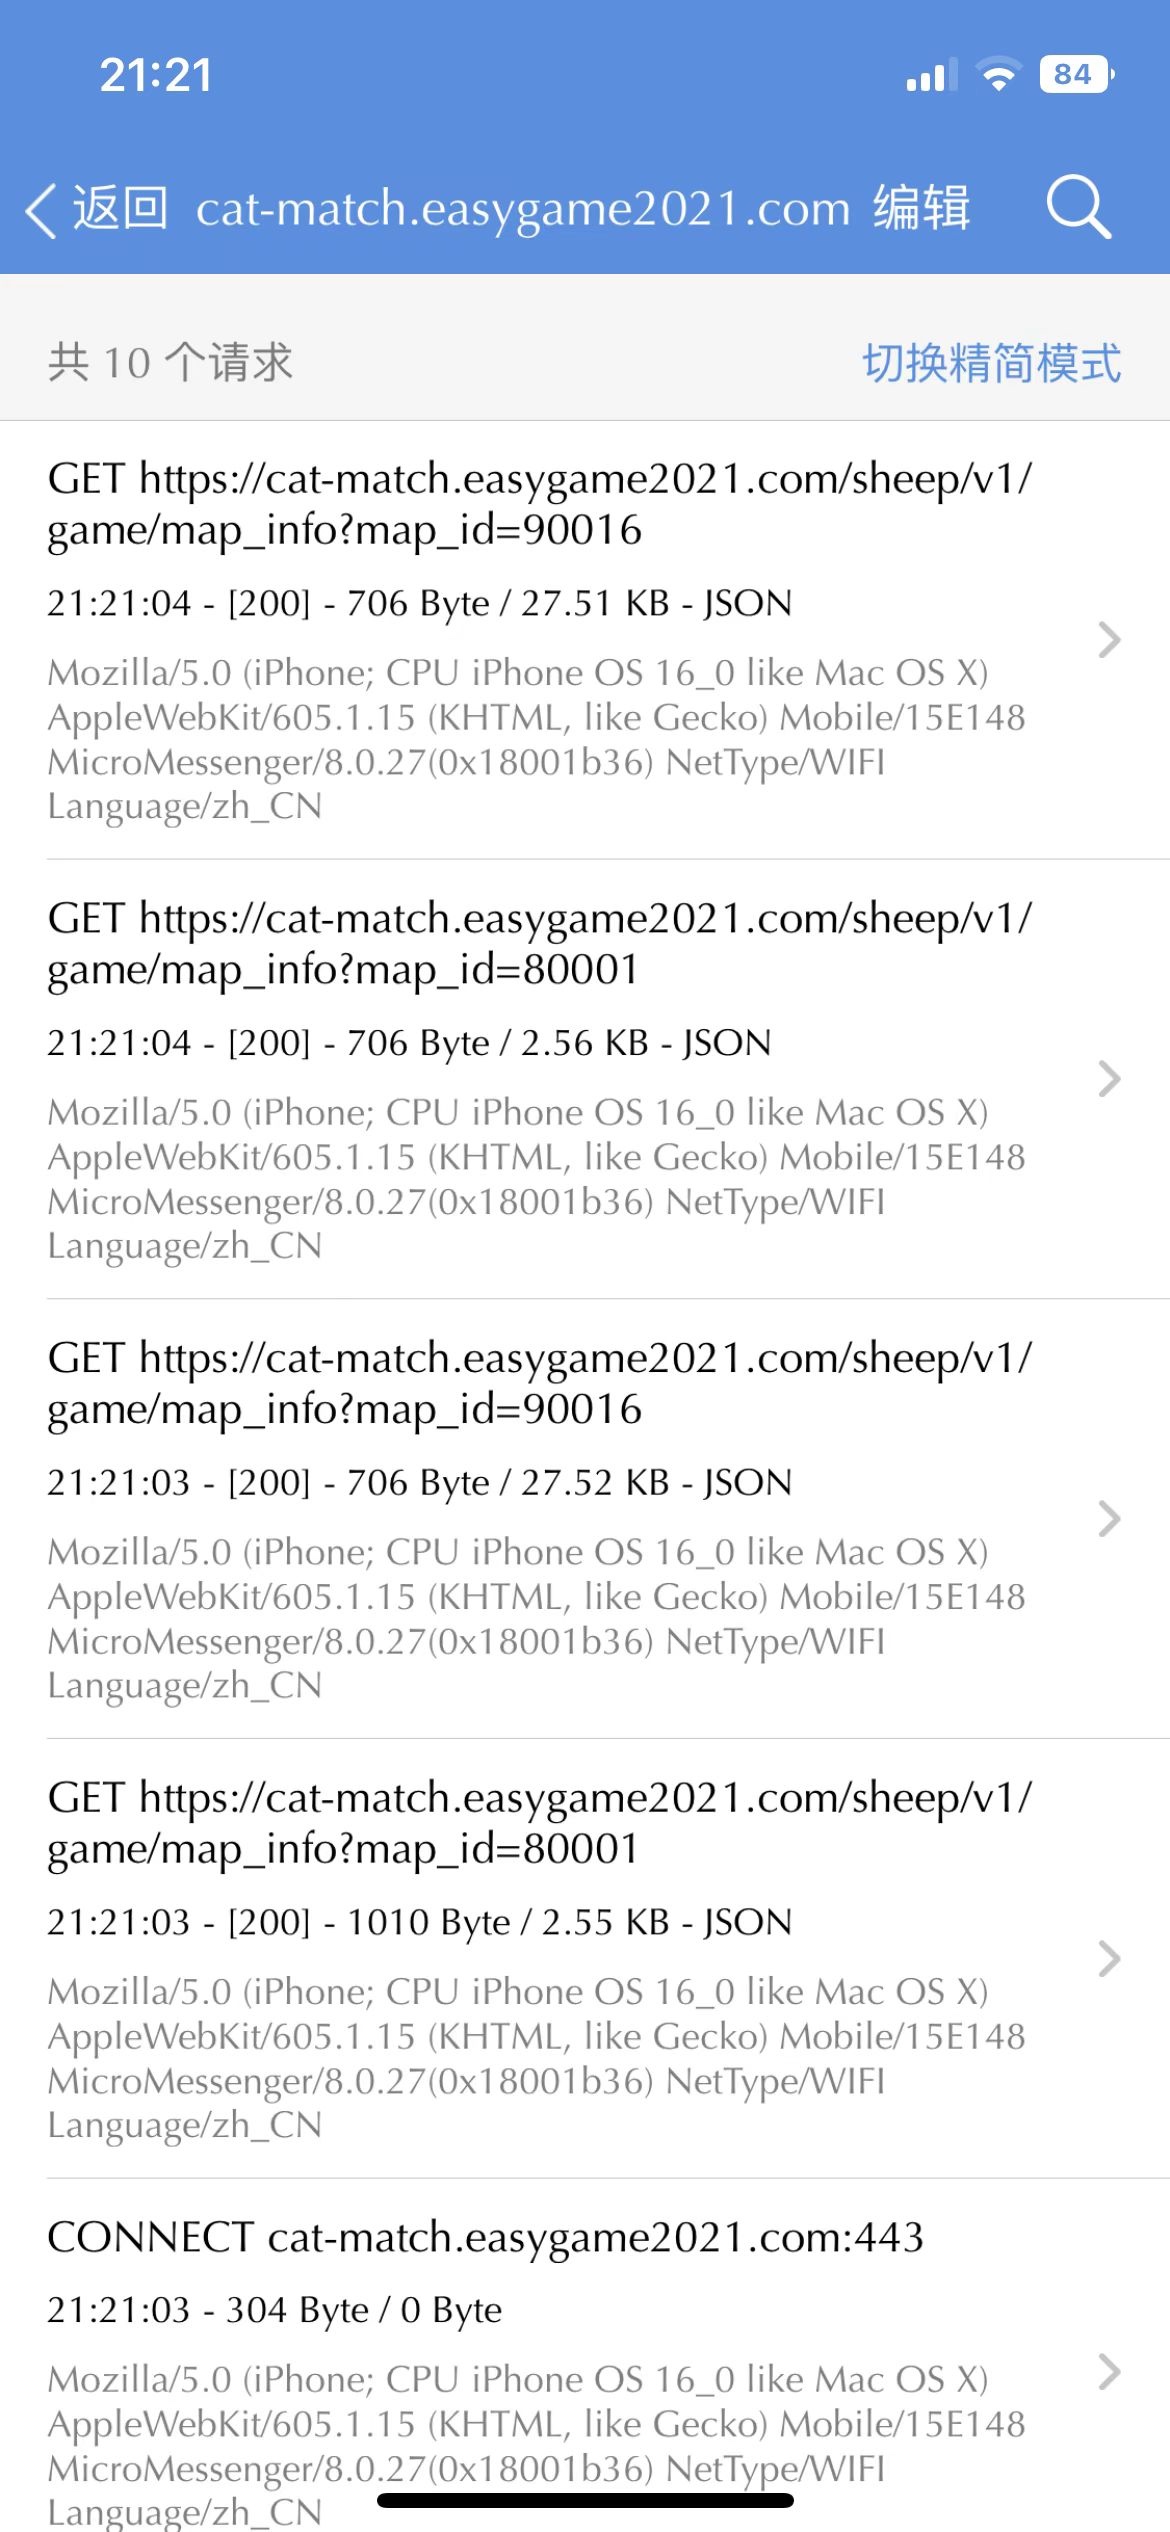 21:21
84
返回 cat-match.easygame2021.com 编辑
共 10 个请求 切换精简模式
GET https://cat-match.easygame2021.com/sheep/v1/
game/map_info?map_id=90016
21:21:04 - [200] - 706 Byte / 27.51 KB - JSON
Mozilla/5.0 (iPhone; CPU iPhone OS 16_0 like Mac OS X)
AppleWebKit/605.1.15 (KHTML, like Gecko) Mobile/15E148
MicroMessenger/8.0.27(0x18001b36) NetType/WIFI
Language/zh_CN
GET https://cat-match.easygame2021.com/sheep/v1/
game/map_info?map_id=80001
21:21:04 - [200] - 706 Byte / 2.56 KB - JSON
Mozilla/5.0 (iPhone; CPU iPhone OS 16_0 like Mac OS X)
AppleWebKit/605.1.15 (KHTML, like Gecko) Mobile/15E148
MicroMessenger/8.0.27(0x18001b36) NetType/WIFI
Language/zh_CN
GET https://cat-match.easygame2021.com/sheep/v1/
game/map_info?map_id=90016
21:21:03 - [200] - 706 Byte / 27.52 KB - JSON
Mozilla/5.0 (iPhone; CPU iPhone OS 16_0 like Mac OS X)
AppleWebKit/605.1.15 (KHTML, like Gecko) Mobile/15E148
MicroMessenger/8.0.27(0x18001b36) NetType/WIFI
Language/zh_CN
GET https://cat-match.easygame2021.com/sheep/v1/
game/map_info?map_id=80001
21:21:03 - [200] - 1010 Byte / 2.55 KB - JSON
Mozilla/5.0 (iPhone; CPU iPhone OS 16_0 like Mac OS X)
AppleWebKit/605.1.15 (KHTML, like Gecko) Mobile/15E148
MicroMessenger/8.0.27(0x18001b36) NetType/WIFI
Language/zh_CN
CONNECT cat-match.easygame2021.com:443
21:21:03 - 304 Byte / 0 Byte
Mozilla/5.0 (iPhone; CPU iPhone OS 16_0 like Mac OS X)
AppleWebKit/605.1.15 (KHTML, like Gecko) Mobile/15E148
MicroMessenger/8.0.27(0x18001b36) NetType/WIFI
Language/zh_CN